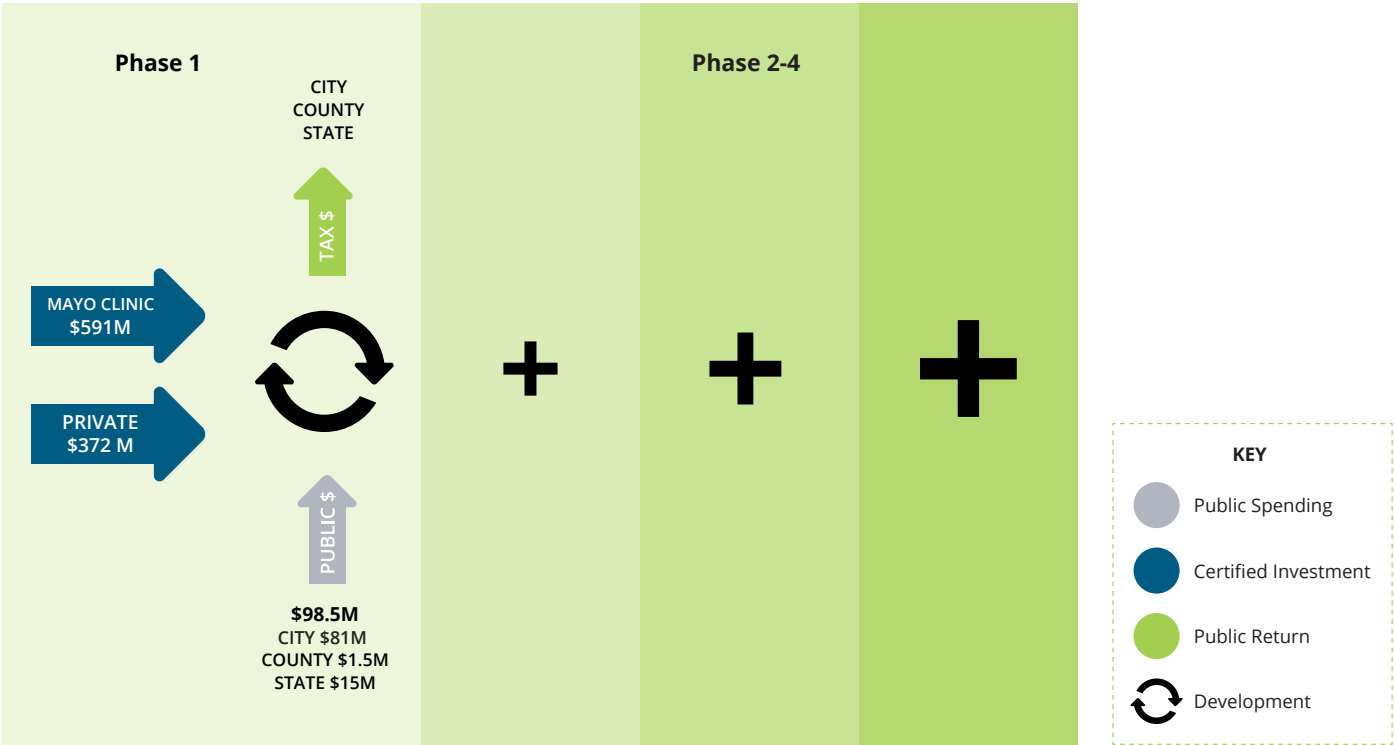 Phase 1
Phase 2-4
CITY
COUNTY
STATE
TAX $
MAYO CLINIC
$591M
PRIVATE
$372 M
PUBLIC $
$98.5M
CITY $81M
COUNTY $1.5M
STATE $15M
KEY
Public Spending
Certified Investment
Public Return
Development